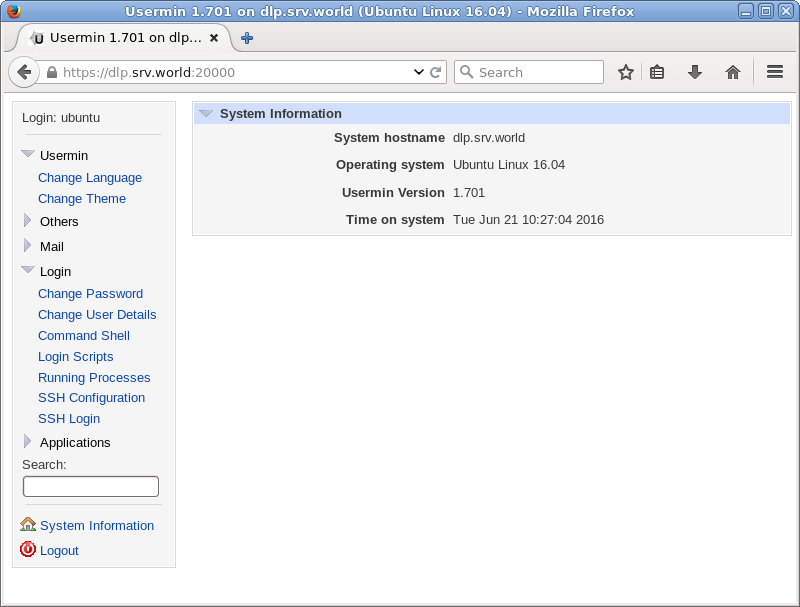 Usermin 1.701 on dlp.srv.world (Ubuntu Linux 16.04) - Mozilla Firefox
Usermin 1.701 on dlp...
https://dlp.srv.world:20000
Search
Login: ubuntu
Usermin
Change Language
Change Theme
Others
Mail
Login
Change Password
Change User Details
Command Shell
Login Scripts
Running Processes
SSH Configuration
SSH Login
Applications
Search:
System Information
Logout
System Information
System hostname dlp.srv.world
Operating system Ubuntu Linux 16.04
Usermin Version 1.701
Time on system Tue Jun 21 10:27:04 2016